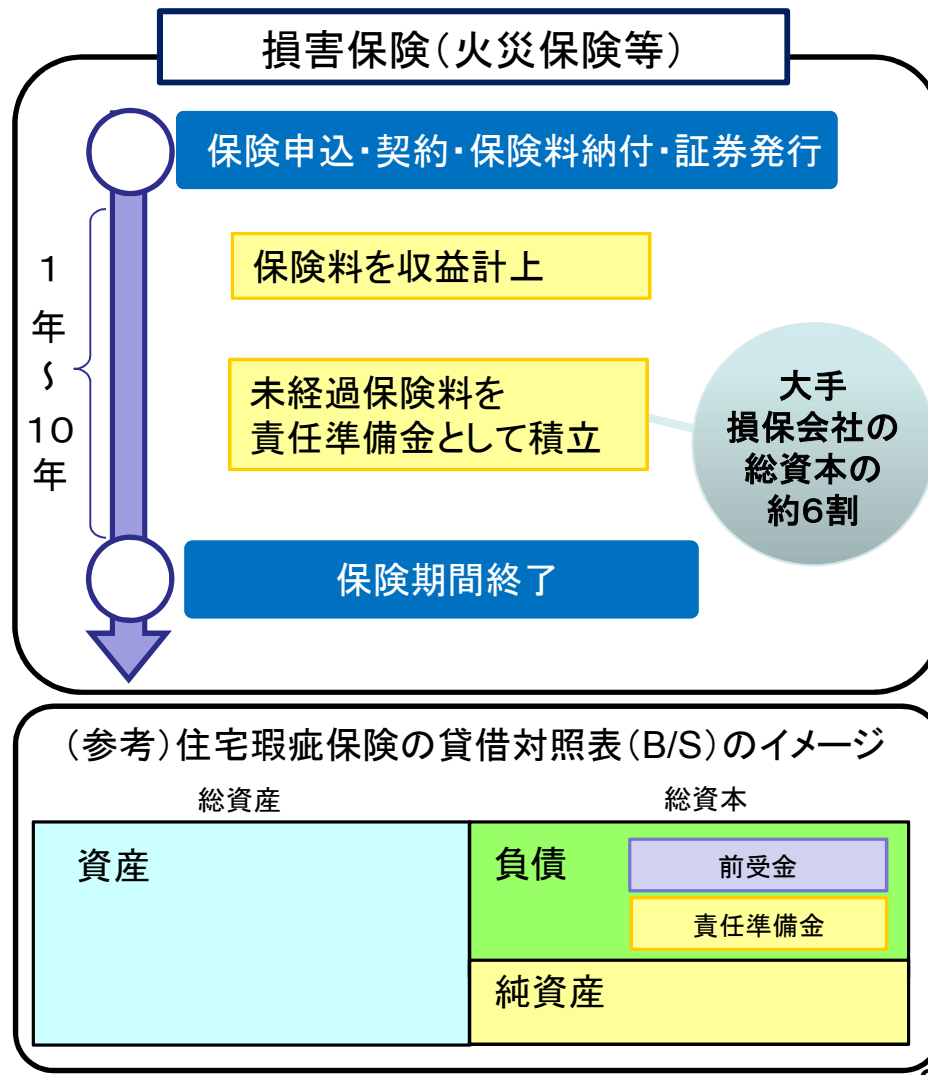 損害保険（火災保険等）
保険申込・契約・保険料納付・証券発行
保険料を収益計上
1
年
〜
10
年
未経過保険料を
責任準備金として積立
大手
損保会社の
総資本の
約6割
保険期間終了
（参考）住宅瑕疵保険の貸借対照表（B/S）のイメージ
総資産
総資本
資産
負債
前受金
責任準備金
純資産